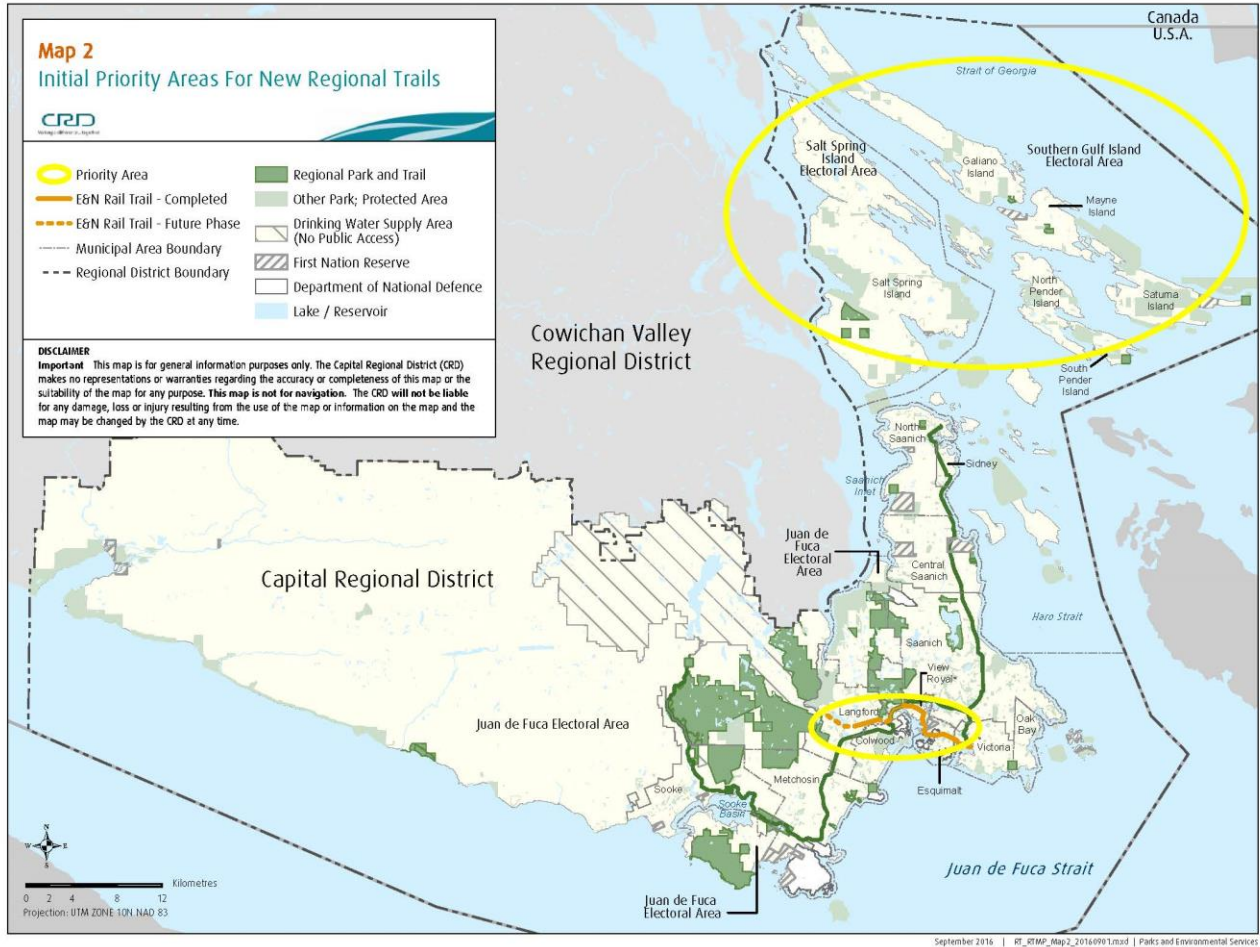 Map 2
Initial Priority Areas For New Regional Trails
CRD
Priority Area
E&N Rail Trail - Completed
E&N Rail Trail - Future Phase
Municipal Area Boundary
Regional District Boundary
Regional Park and Trail
Other Park; Protected Area
Drinking Water Supply Area
(No Public Access)
First Nation Reserve
Department of National Defence
Lake / Reservoir
DISCLAIMER
Important This map is for general information purposes only. The Capital Regional District (CRD)
makes no representations or warranties regarding the accuracy or completeness of this map or the
suitability of the map for any purpose. This map is not for navigation. The CRD will not be liable
for any damage, loss or injury resulting from the use of the map or information on the map and the
map may be changed by the CRD at any time.
Canada
U.S.A.
Strait of Georgia
Salt Spring
Island
Electoral Area
Southern Gulf Island
Electoral Area
Galiano
Island
Mayne
Island
Salt Spring
Island
North
Pender
Island
Saturna
Island
South
Pender
Island
Cowichan Valley
Regional District
North
Saanich
Sidney
Saanich
Inlet
Juan de
Fuca
Electoral
Area
Central
Saanich
Capital Regional District
Haro Strait
Saanich
View
Royal
Langford
Juan de Fuca Electoral Area
Colwood
Oak
Bay
Victoria
Esquimalt
Metchosin
Sooke
Sooke
Basin
Juan de Fuca Strait
Juan de Fuca
Electoral Area
N
W
E
S
Kilometres
0 2 4 8 12
Projection: UTM ZONE 10N NAD 83
September 2016 | RT_RTMP_Map2_20160901.mxd | Parks and Environmental Services